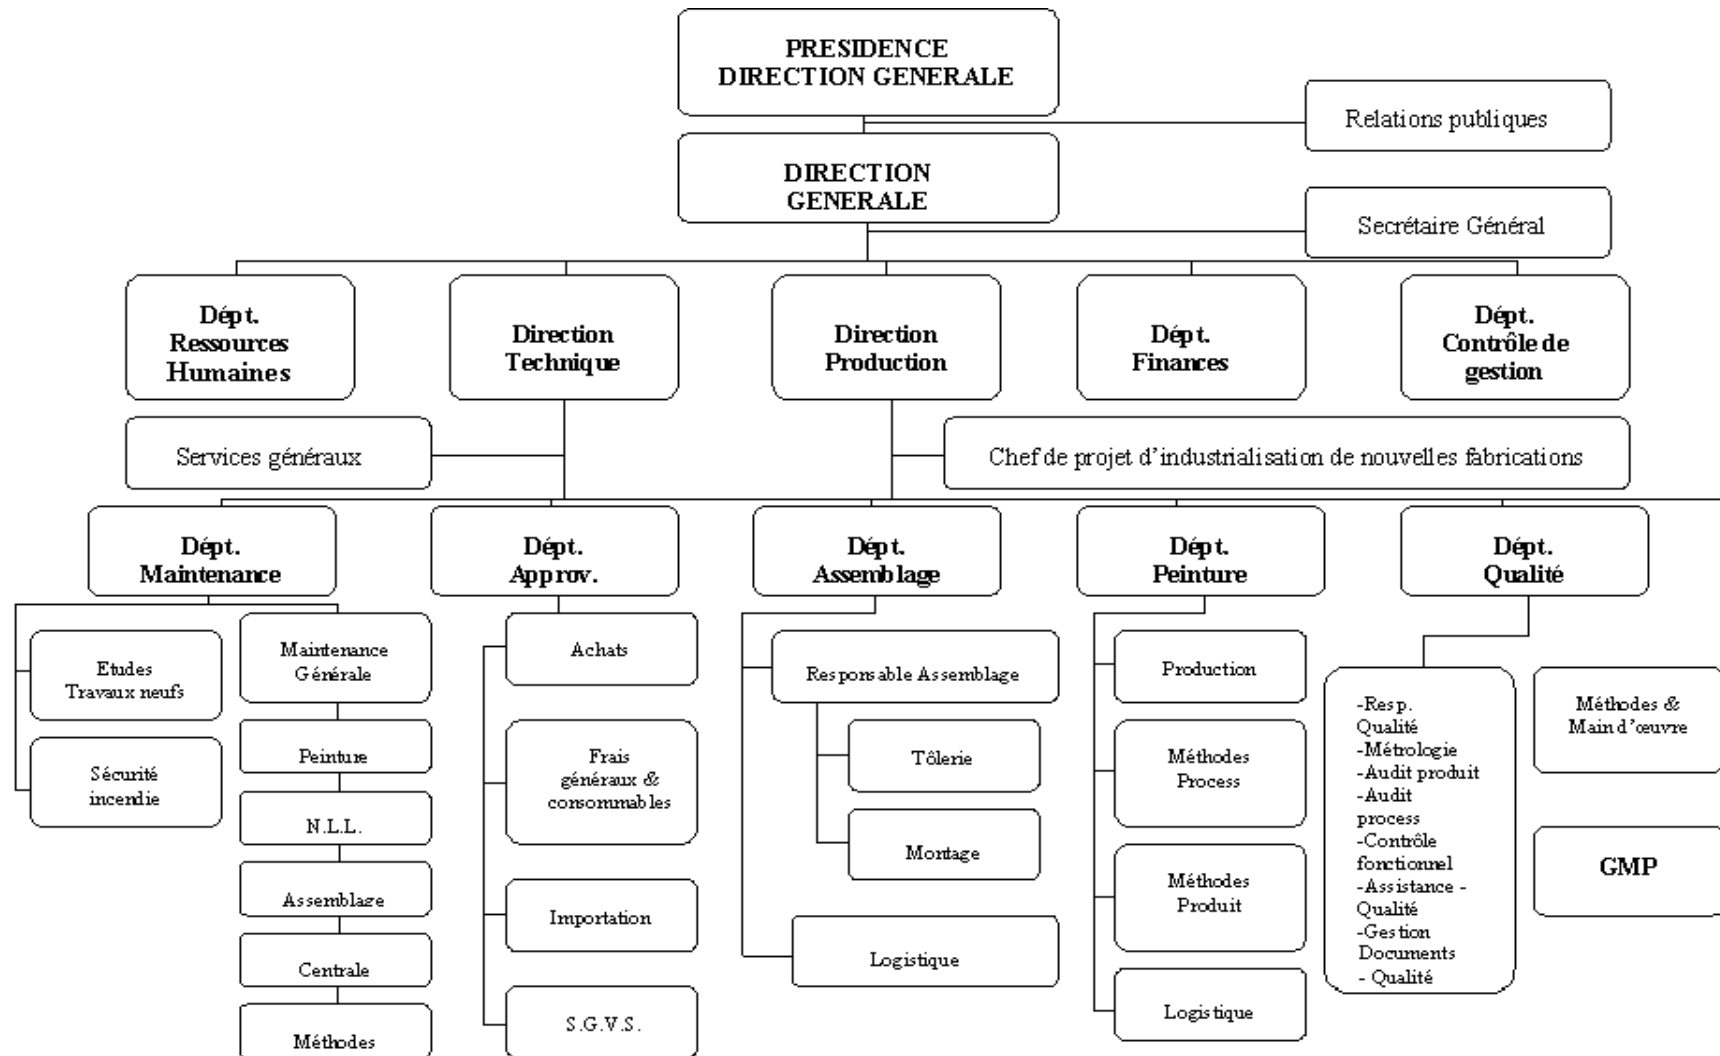 PRESIDENCE
DIRECTION GENERALE
Relations publiques
DIRECTION
GENERALE
Secrétaire Général
Dépt.
Ressources
Humaines
Direction
Technique
Direction
Production
Dépt.
Finances
Dépt.
Contrôle de
gestion
Services généraux
Chef de projet d'industrialisation de nouvelles fabrications
Dépt.
Maintenance
Dépt.
Approv.
Dépt.
Assemblage
Dépt.
Peinture
Dépt.
Qualité
Etudes
Travaux neufs
Sécurité
incendie
Maintenance
Générale
Peinture
N.L.L.
Assemblage
Centrale
Méthodes
Achats
Frais
généraux &
consommables
Importation
S.G.V.S.
Responsable Assemblage
Tôlerie
Montage
Logistique
Production
Méthodes
Process
Méthodes
Produit
Logistique
-Resp.
Qualité
-Métrologie
-Audit produit
-Audit
process
-Contrôle
fonctionnel
-Assistance -
Qualité
-Gestion
Documents
- Qualité
Méthodes &
Main d'œuvre
GMP